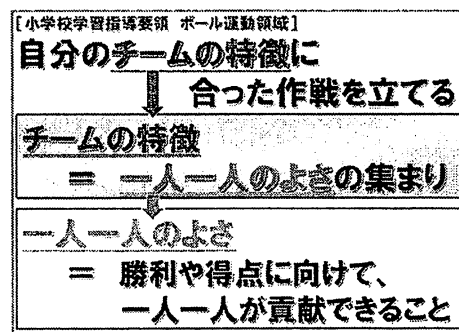 [小学校学習指導要領 ボール運動領域]
自分のチームの特徴に
合った作戦を立てる
チームの特徴
= 一人一人のよさの集まり
一人一人のよさ
= 勝利や得点に向けて、
一人一人が貢献できること